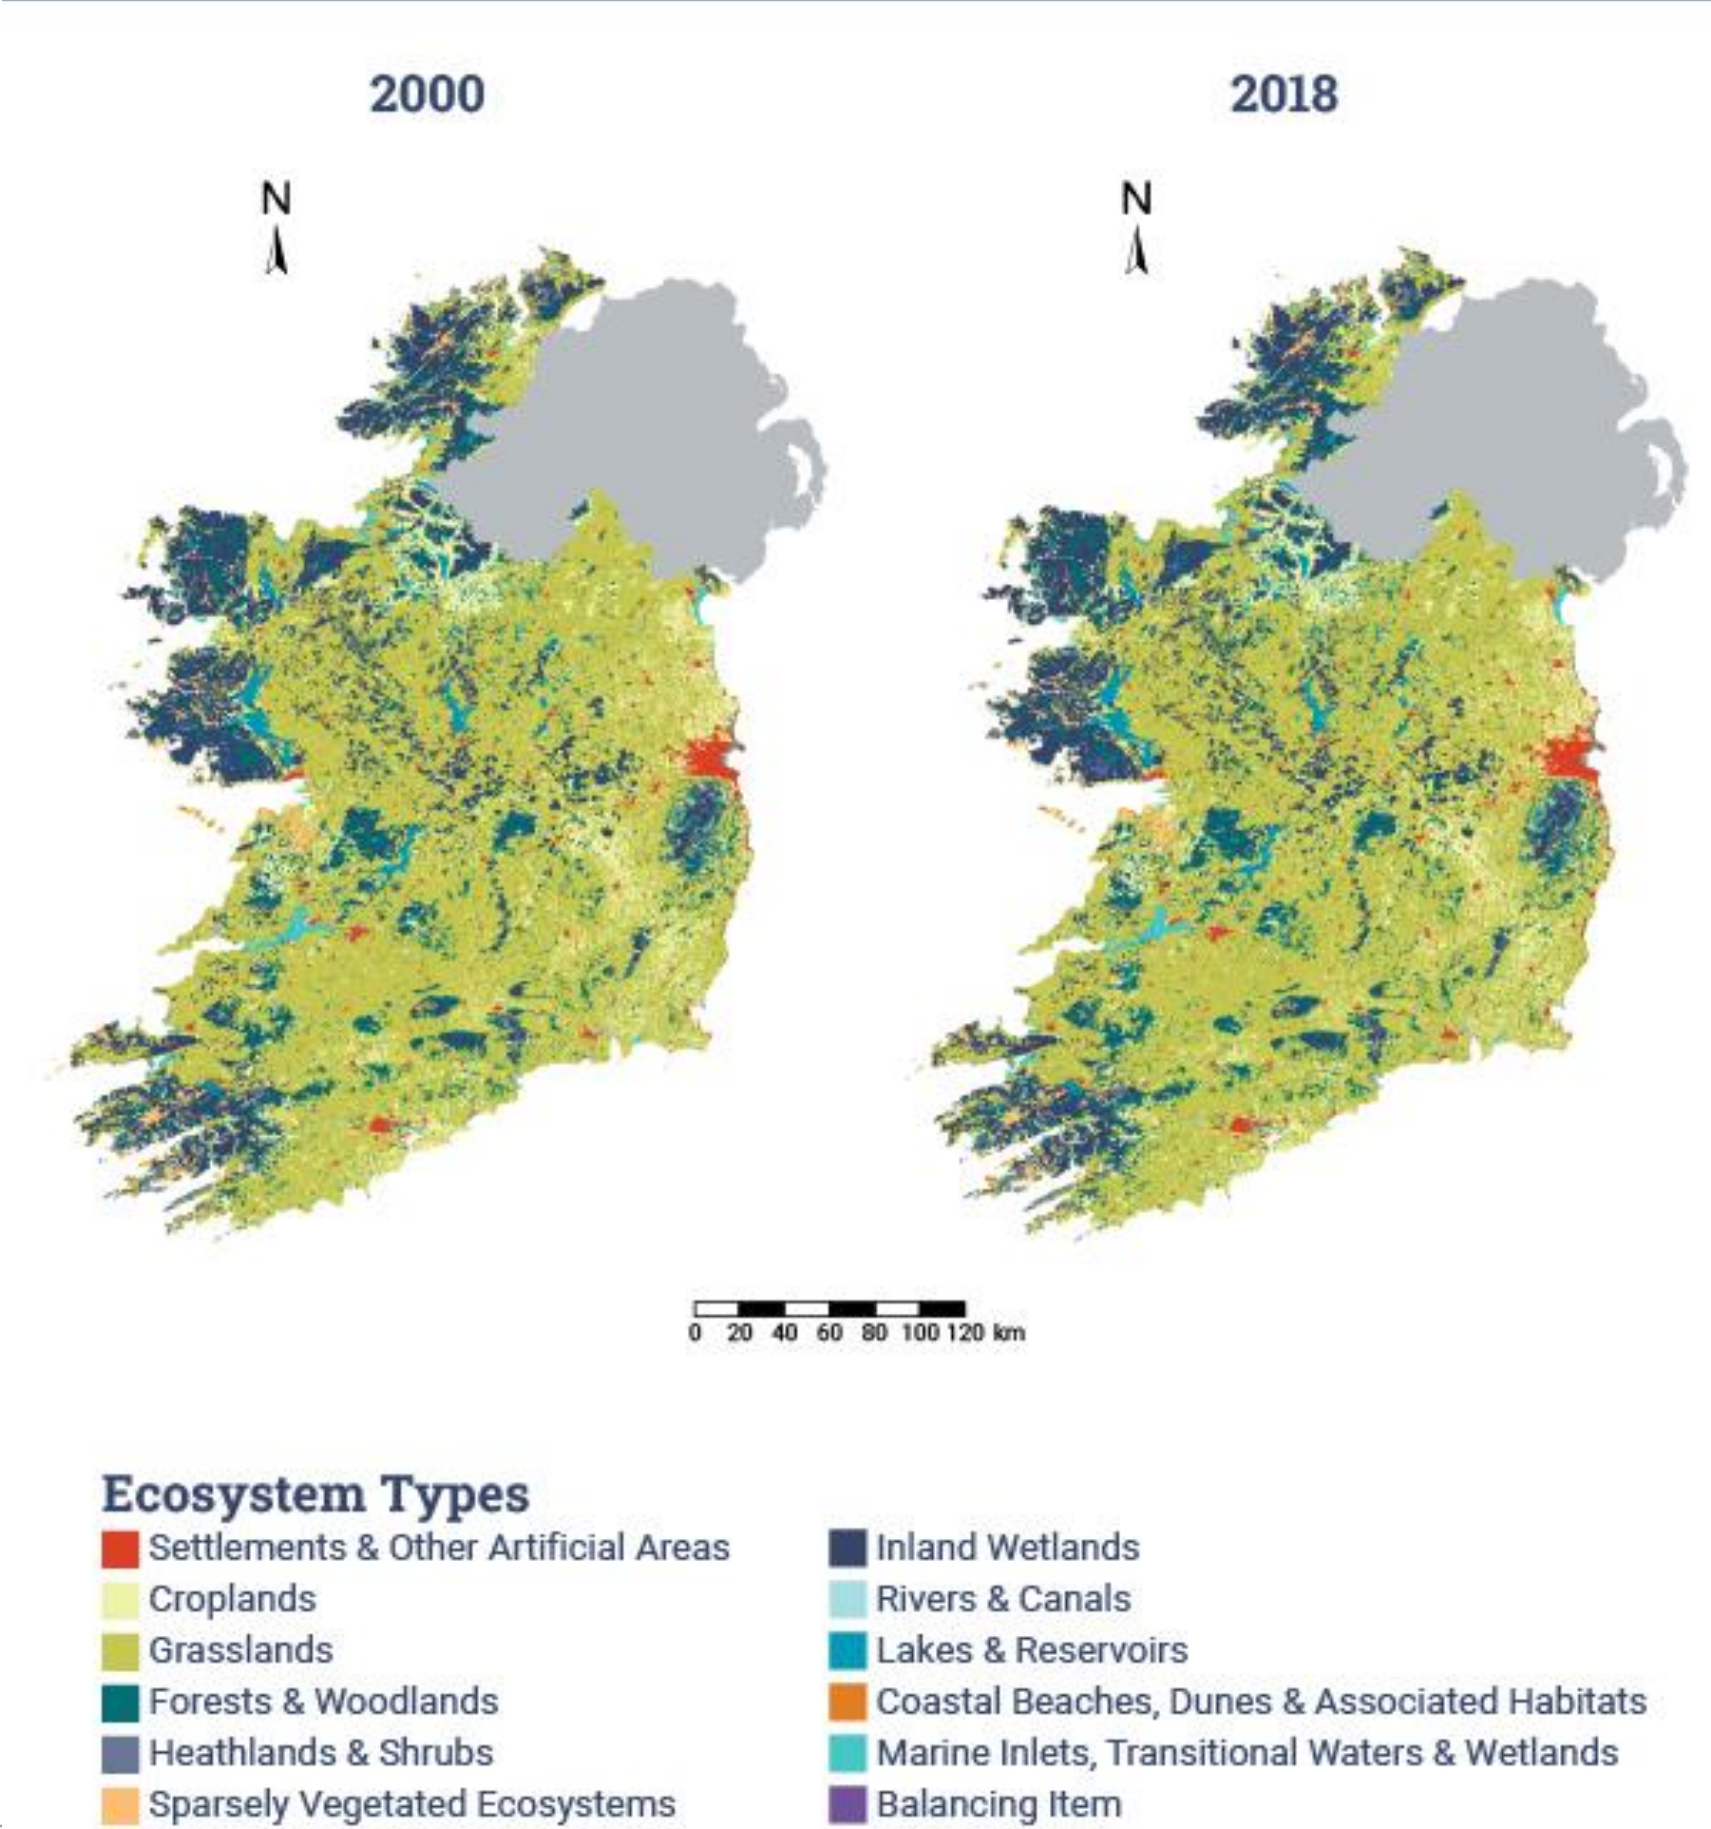 2000
2018
N
N
0 20 40 60 80 100 120 km
Ecosystem Types
Settlements & Other Artificial Areas
Croplands
Grasslands
Forests & Woodlands
Heathlands & Shrubs
Sparsely Vegetated Ecosystems
Inland Wetlands
Rivers & Canals
Lakes & Reservoirs
Coastal Beaches, Dunes & Associated Habitats
Marine Inlets, Transitional Waters & Wetlands
Balancing Item